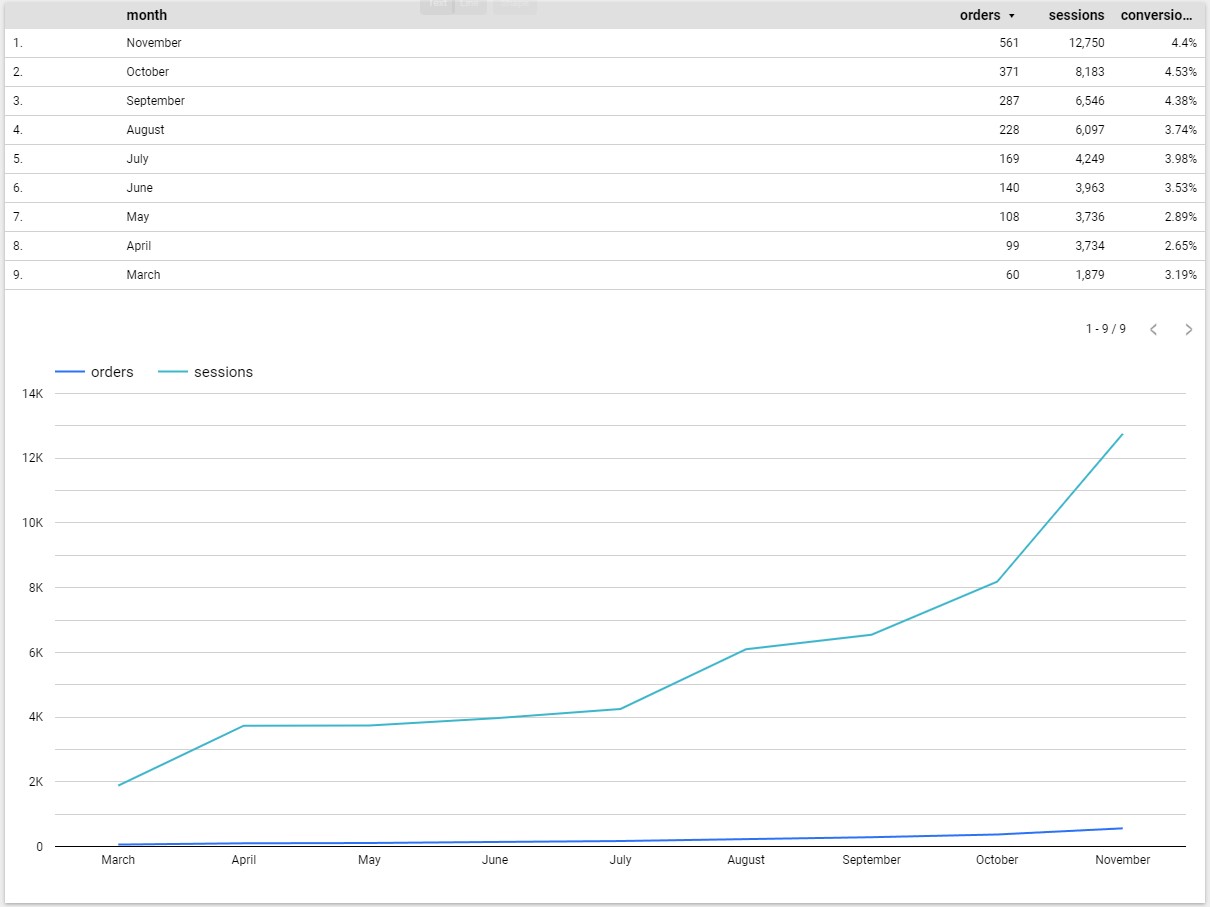 month orders sessions conversio...
1. November 561 12,750 4.4%
2. October 371 8,183 4.53%
3. September 287 6,546 4.38%
4. August 228 6,097 3.74%
5. July 169 4,249 3.98%
6. June 140 3,963 3.53%
7. May 108 3,736 2.89%
8. April 99 3,734 2.65%
9. March 60 1,879 3.19%
1 - 9 / 9
orders sessions
14K
12K
10K
8K
6K
4K
2K
0
March April May June July August September October November